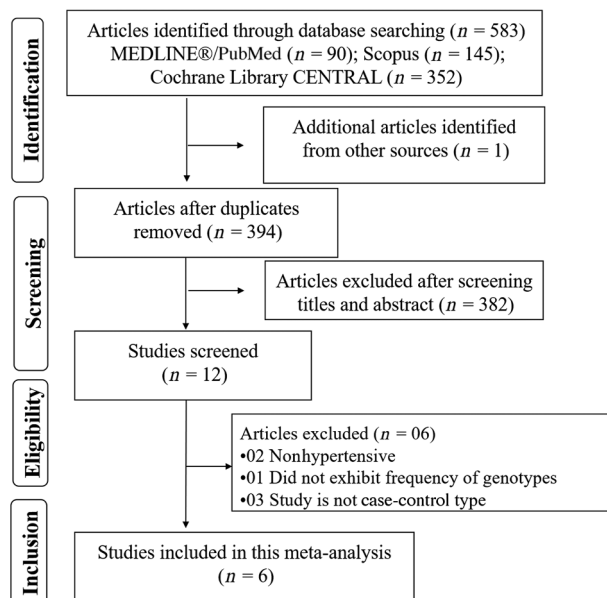 Identification
Articles identified through database searching (n = 583)
MEDLINE®/PubMed (n = 90); Scopus (n = 145);
Cochrane Library CENTRAL (n = 352)
Additional articles identified
from other sources (n = 1)
Screening
Articles after duplicates
removed (n = 394)
Articles excluded after screening
titles and abstract (n = 382)
Studies screened
(n = 12)
Eligibility
Articles excluded (n = 06)
•02 Nonhypertensive
•01 Did not exhibit frequency of genotypes
•03 Study is not case-control type
Inclusion
Studies included in this meta-analysis
(n = 6)